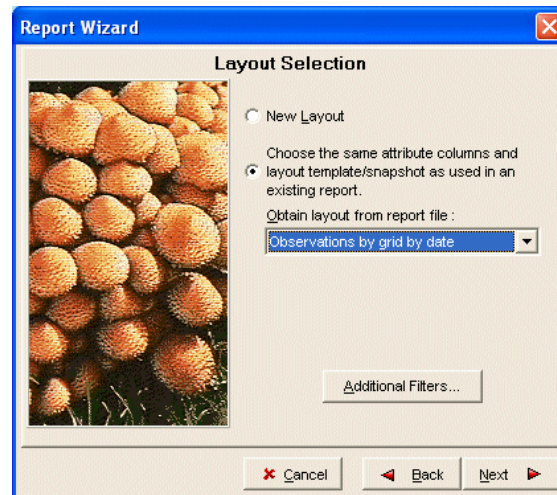 Report Wizard
Layout Selection
New Layout
Choose the same attribute columns and
layout template/snapshot as used in an
existing report.
Obtain layout from report file :
Observations by grid by date
Additional Filters...
Cancel
Back
Next